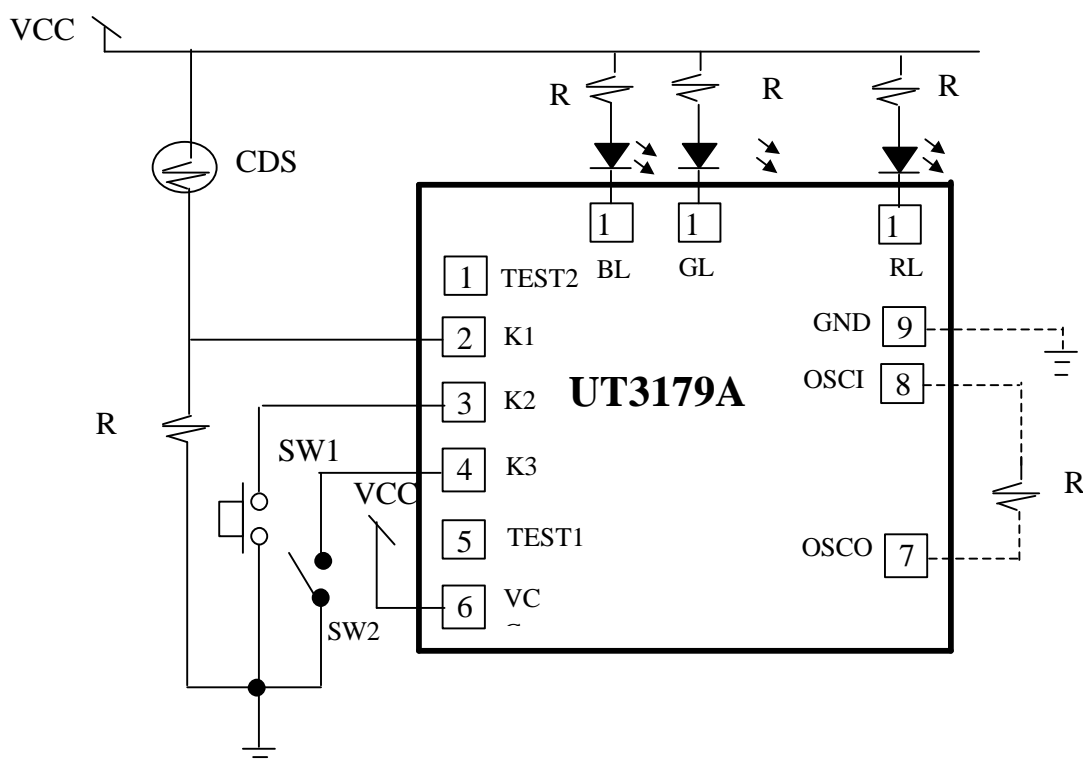 VCC
R
R
R
CDS
1
1
1
BL
GL
RL
1 TEST2
2 K1
GND 9
OSCI 8
3 K2
UT3179A
R
SW1
4 K3
VCC
R
5 TEST1
OSCO 7
6 VC
SW2